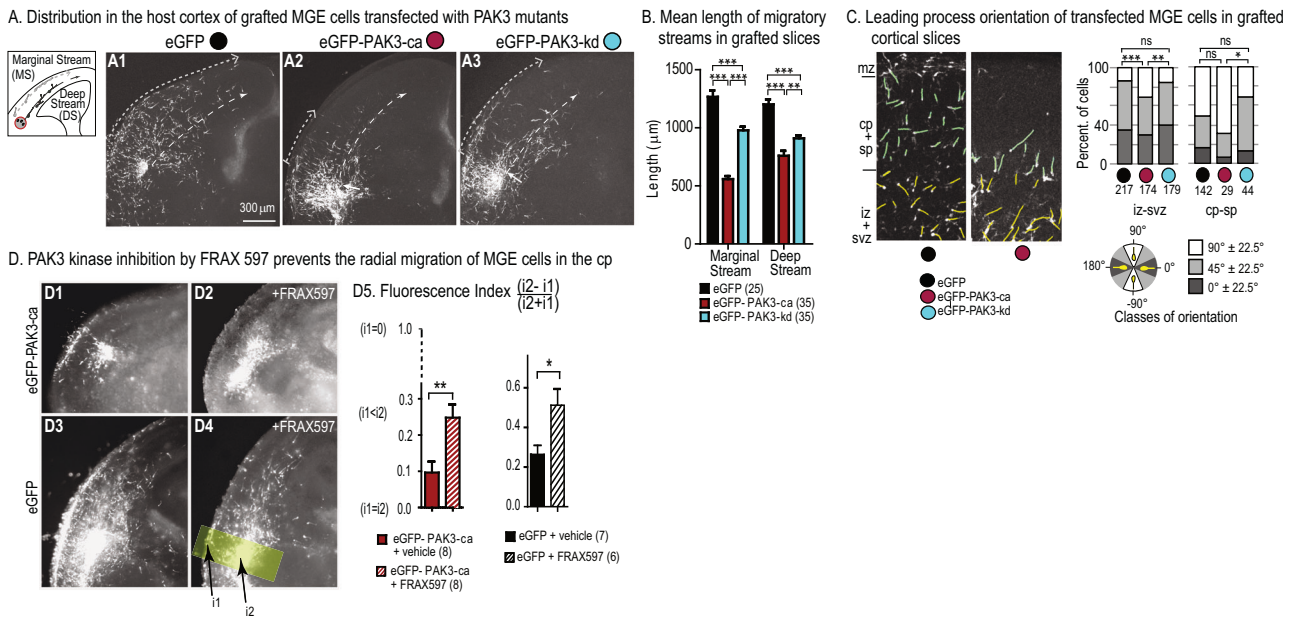 A. Distribution in the host cortex of grafted MGE cells transfected with PAK3 mutants
eGFP
eGFP-PAK3-ca
eGFP-PAK3-kd
Marginal Stream
(MS)
Deep
Stream
(DS)
A1
A2
A3
300 µm
B. Mean length of migratory
streams in grafted slices
Length (µm)
1500
1000
500
0
***
*** ***
***
*** **
Marginal
Stream
Deep
Stream
eGFP (25)
eGFP- PAK3-ca (35)
eGFP- PAK3-kd (35)
C. Leading process orientation of transfected MGE cells in grafted
cortical slices
mz
cp
+
sp
iz
+
svz
eGFP
eGFP-PAK3-ca
eGFP-PAK3-kd
Percent. of cells
100
40
0
ns
*** **
ns
ns *
217 174 179
142 29 44
iz-svz
cp-sp
90°
180°
0°
-90°
90° ± 22.5°
45° ± 22.5°
0° ± 22.5°
Classes of orientation
D. PAK3 kinase inhibition by FRAX 597 prevents the radial migration of MGE cells in the cp
eGFP-PAK3-ca
D1
D2
+FRAX597
eGFP
D3
D4
+FRAX597
i1
i2
D5. Fluorescence Index (i2- i1)
(i2+i1)
(i1=0)
(i1<i2)
(i1=i2)
1.0
0.3
0.2
0.1
0.0
**
0.6
0.4
0.2
0.0
*
eGFP- PAK3-ca
+ vehicle (8)
eGFP- PAK3-ca
+ FRAX597 (8)
eGFP + vehicle (7)
eGFP + FRAX597 (6)